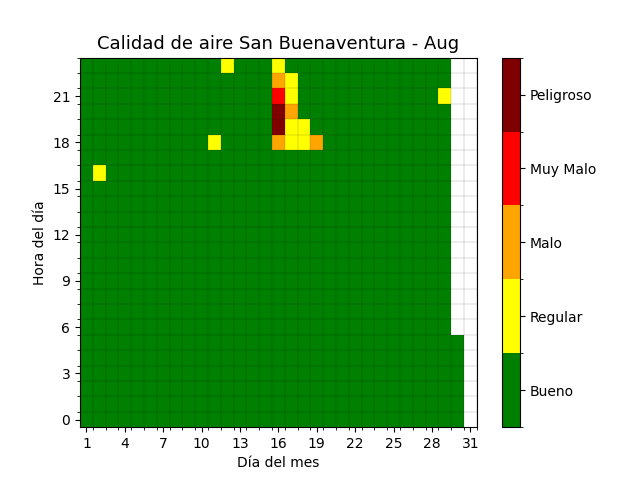 Calidad de aire San Buenaventura - Aug
Hora del día
21
18
15
12
9
6
3
0
1 4 7 10 13 16 19 22 25 28 31
Día del mes
Peligroso
Muy Malo
Malo
Regular
Bueno